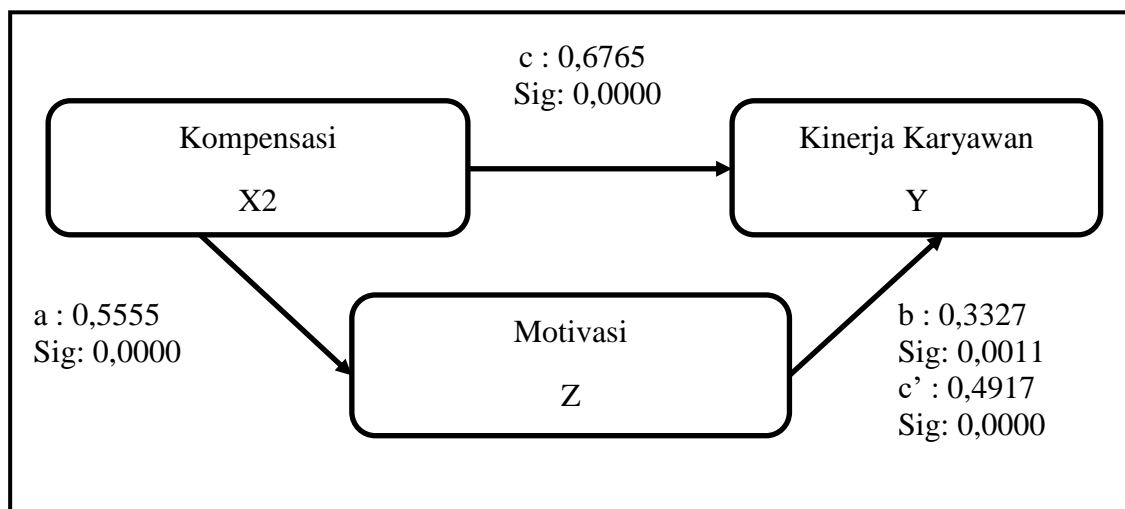 c : 0,6765
Sig: 0,0000
Kompensasi
X2
Kinerja Karyawan
Y
a : 0,5555
Sig: 0,0000
Motivasi
Z
b : 0,3327
Sig: 0,0011
c’ : 0,4917
Sig: 0,0000